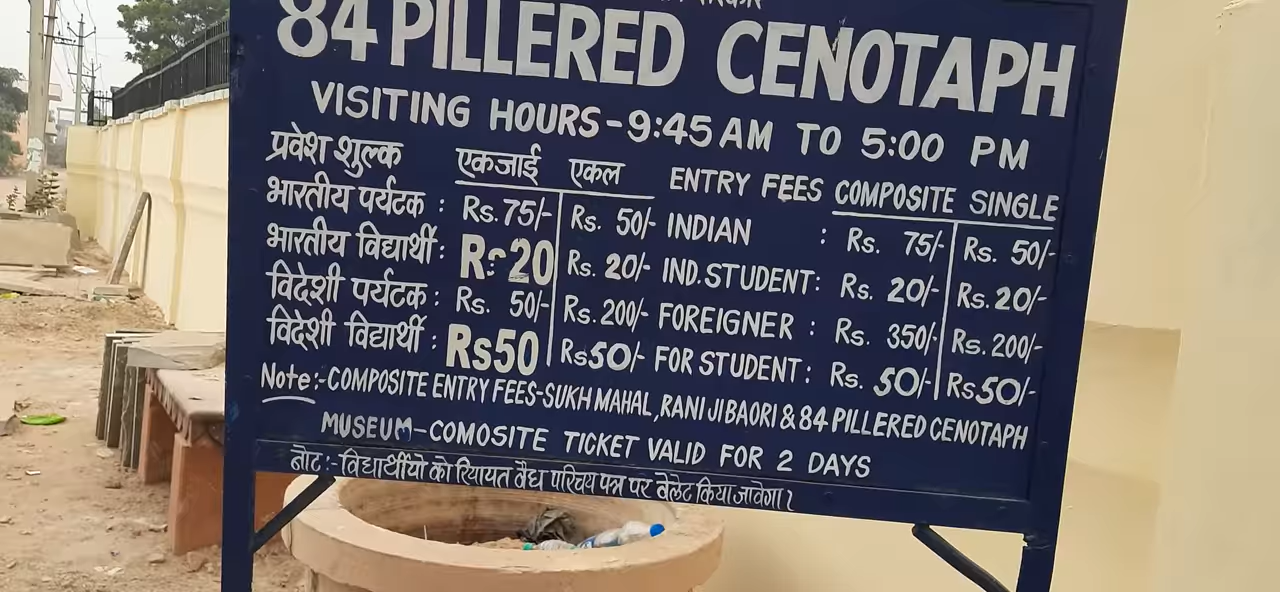 84 PILLERED CENOTAPH
VISITING HOURS-9:45 AM TO 5:00 PM
प्रवेश शुल्क एकजाई एकल ENTRY FEES COMPOSITE SINGLE
भारतीय पर्यटक : Rs. 75/- Rs. 50/- INDIAN : Rs. 75/- Rs. 50/-
भारतीय विद्यार्थी : Rs 20 Rs. 20/- IND. STUDENT: Rs. 20/- Rs. 20/-
विदेशी पर्यटक : Rs. 50/- Rs. 200/- FOREIGNER : Rs. 350/- Rs. 200/-
विदेशी विद्यार्थी : Rs50 Rs50/- FOR STUDENT: Rs. 50/- Rs50/-
Note:-COMPOSITE ENTRY FEES-SUKH MAHAL, RANI JI BAORI & 84 PILLERED CENOTAPH
MUSEUM-COMOSITE TICKET VALID FOR 2 DAYS
नोट :- विद्यार्थीयो को रियायत वैध परिचय पत्र पर वेलेट किया जावेगा।